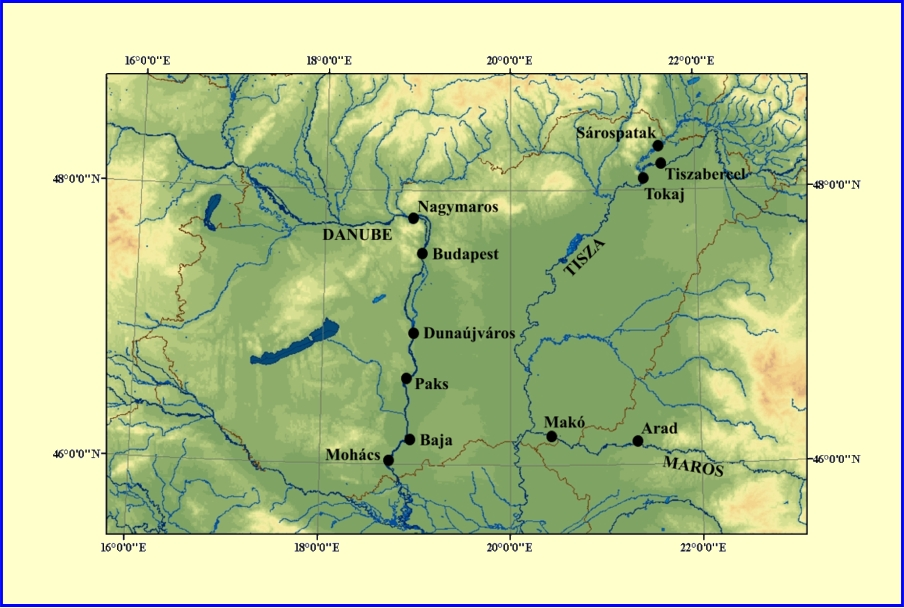 16°0'0"E 18°0'0"E 20°0'0"E 22°0'0"E
Sárospatak
Tiszabercel
48°0'0"N
48°0'0"N
Tokaj
Nagymaros
DANUBE
TISZA
Budapest
Dunaújváros
Paks
Makó
Arad
Baja
Mohács
46°0'0"N
MAROS
46°0'0"N
16°0'0"E 18°0'0"E 20°0'0"E 22°0'0"E